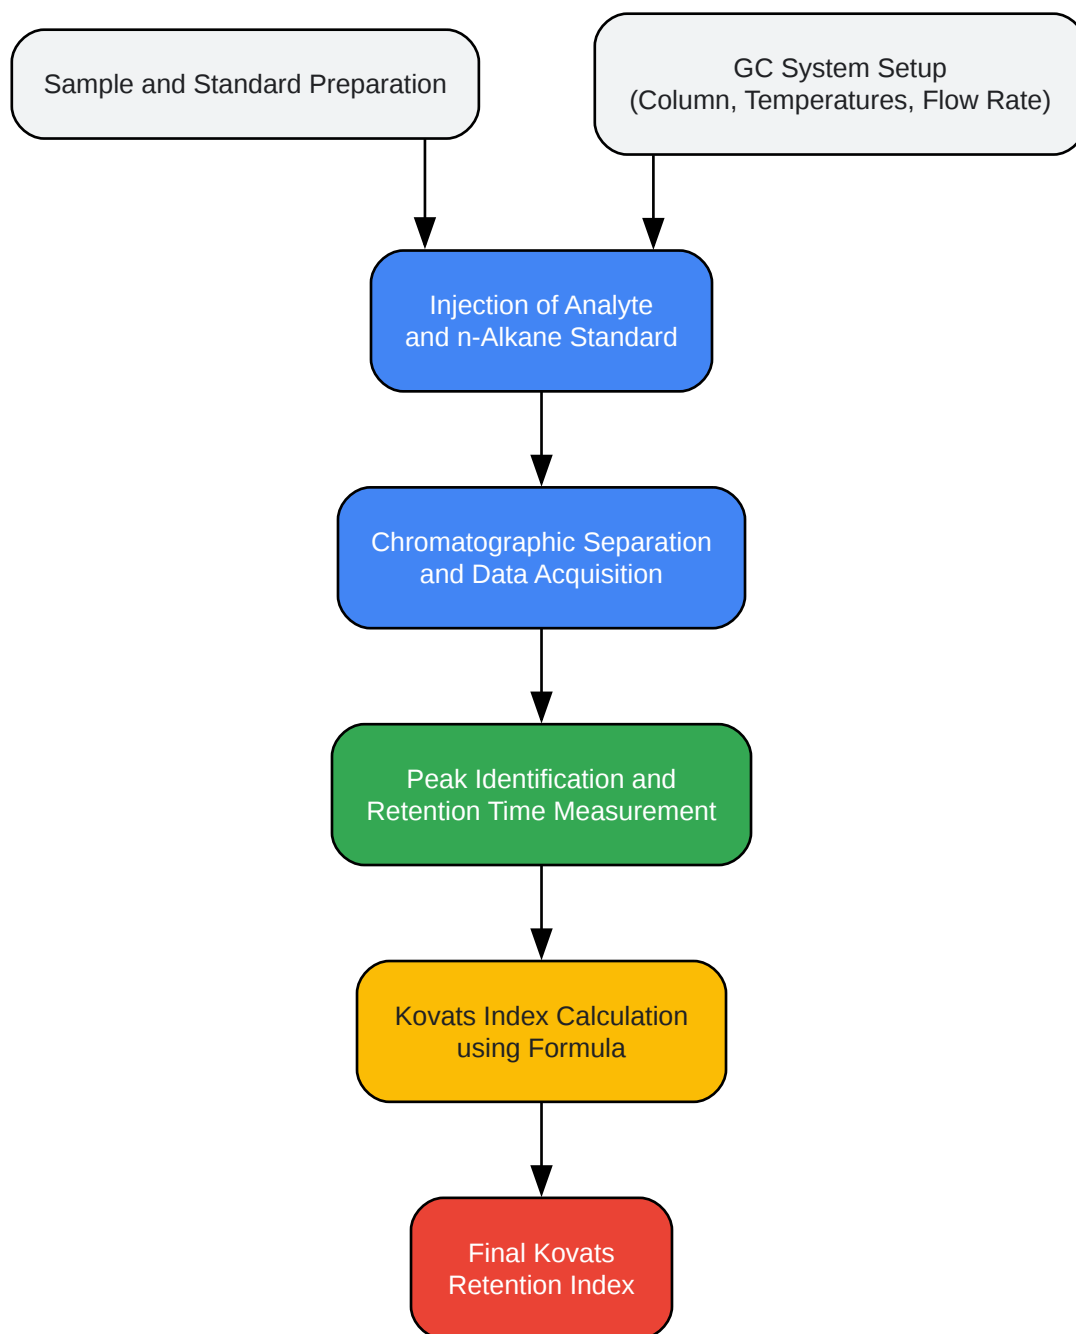 Sample and Standard Preparation
GC System Setup
(Column, Temperatures, Flow Rate)
Injection of Analyte
and n-Alkane Standard
Chromatographic Separation
and Data Acquisition
Peak Identification and
Retention Time Measurement
Kovats Index Calculation
using Formula
Final Kovats
Retention Index